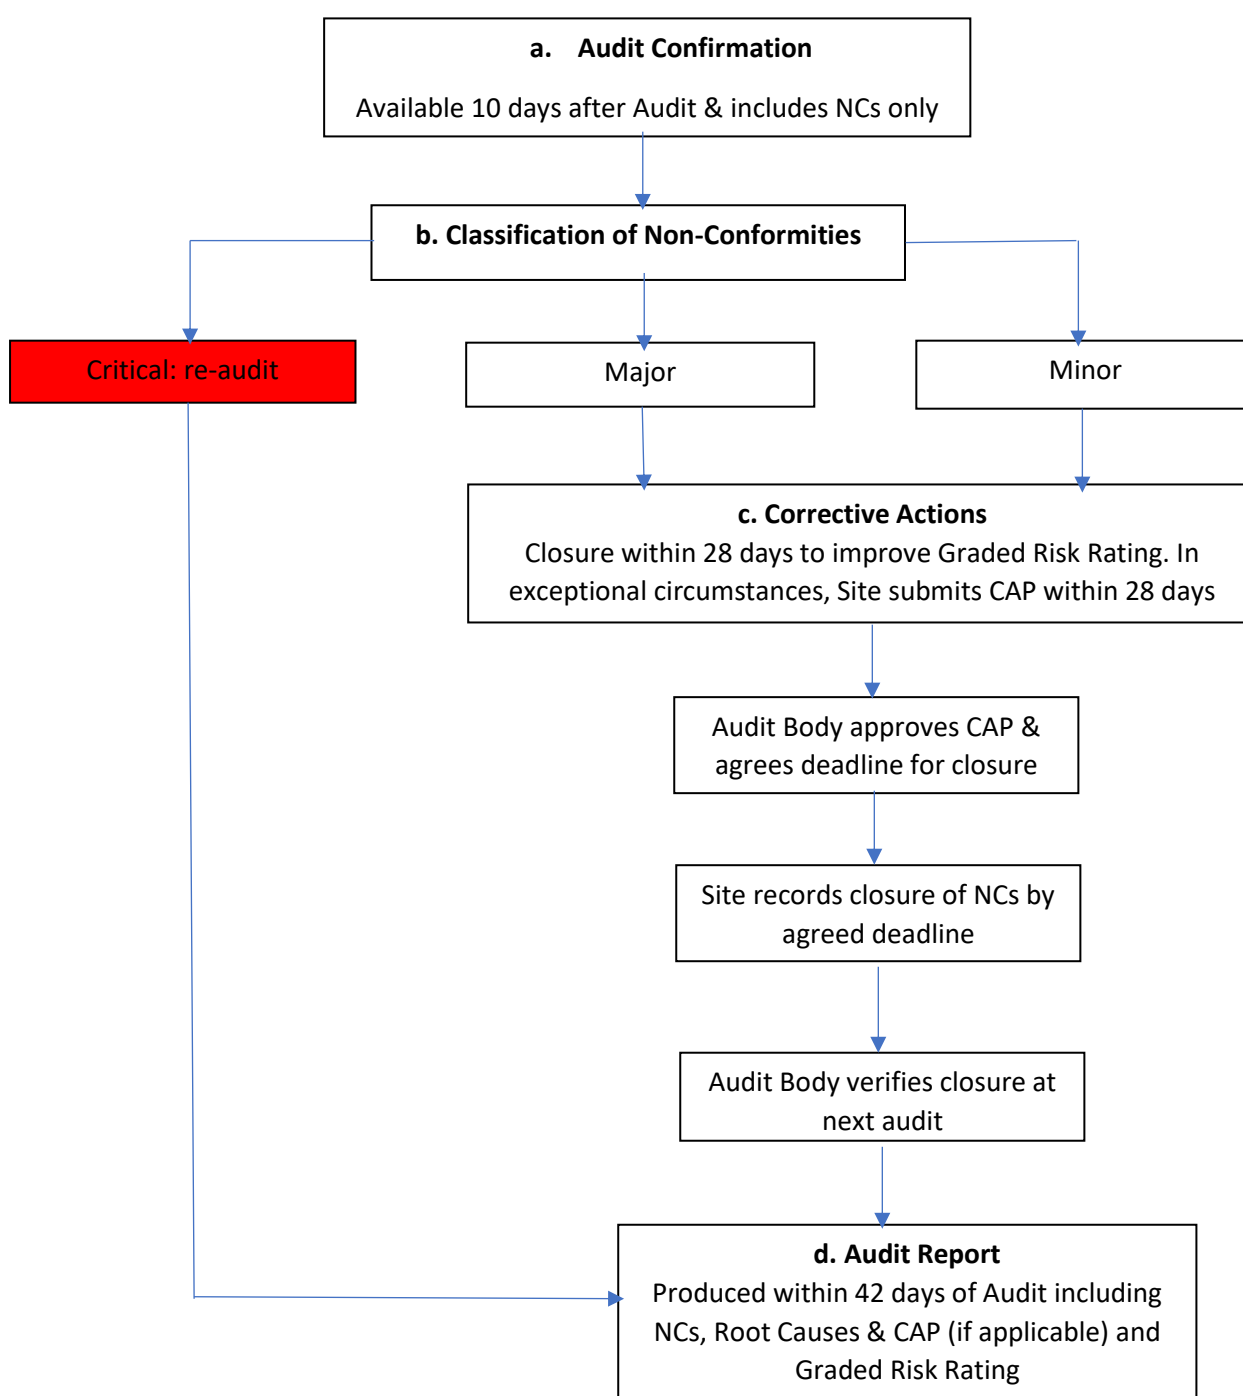 a. Audit Confirmation
Available 10 days after Audit & includes NCs only
b. Classification of Non-Conformities
Critical: re-audit
Major
Minor
c. Corrective Actions
Closure within 28 days to improve Graded Risk Rating. In
exceptional circumstances, Site submits CAP within 28 days
Audit Body approves CAP &
agrees deadline for closure
Site records closure of NCs by
agreed deadline
Audit Body verifies closure at
next audit
d. Audit Report
Produced within 42 days of Audit including
NCs, Root Causes & CAP (if applicable) and
Graded Risk Rating